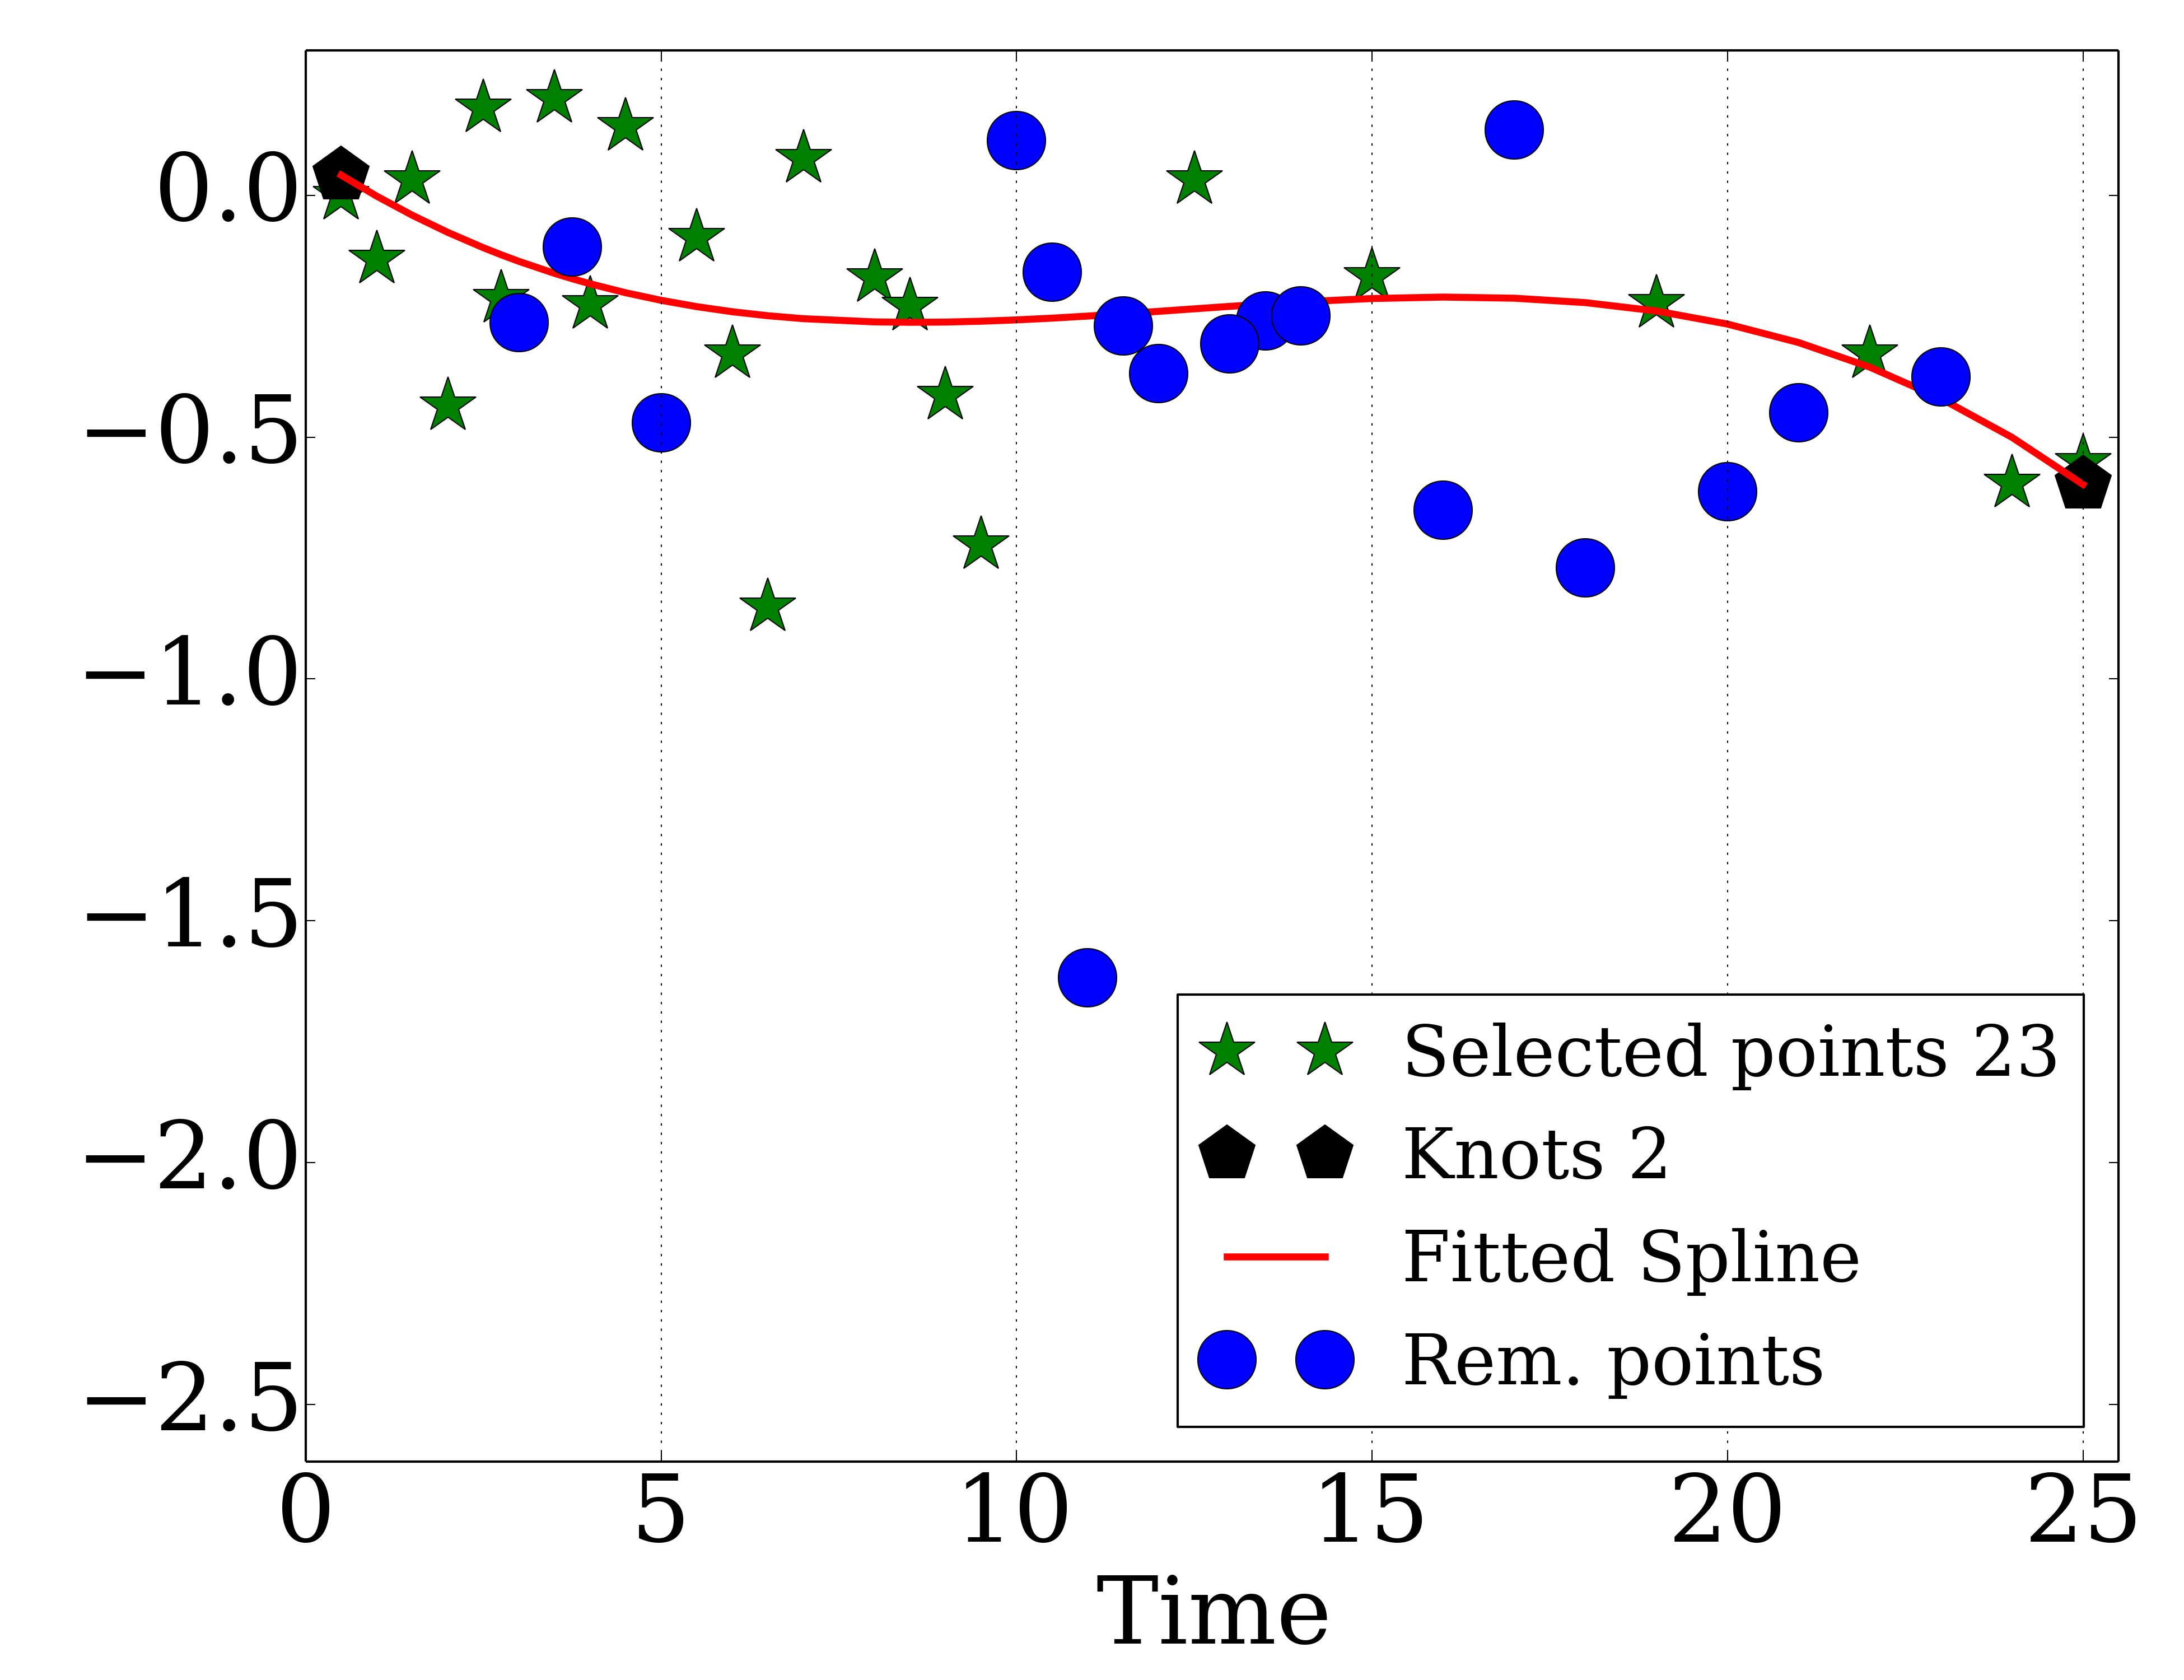 0.0
−0.5
−1.0
−1.5
−2.0
−2.5
Selected points 23
Knots 2
Fitted Spline
Rem. points
0 5 10 15 20 25
Time